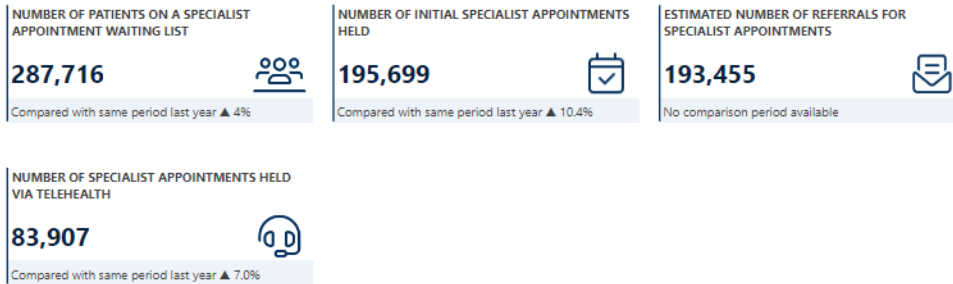 NUMBER OF PATIENTS ON A SPECIALIST
APPOINTMENT WAITING LIST
287,716
Compared with same period last year ▲ 4%
NUMBER OF INITIAL SPECIALIST APPOINTMENTS
HELD
195,699
Compared with same period last year ▲ 10.4%
ESTIMATED NUMBER OF REFERRALS FOR
SPECIALIST APPOINTMENTS
193,455
No comparison period available
NUMBER OF SPECIALIST APPOINTMENTS HELD
VIA TELEHEALTH
83,907
Compared with same period last year ▲ 7.0%